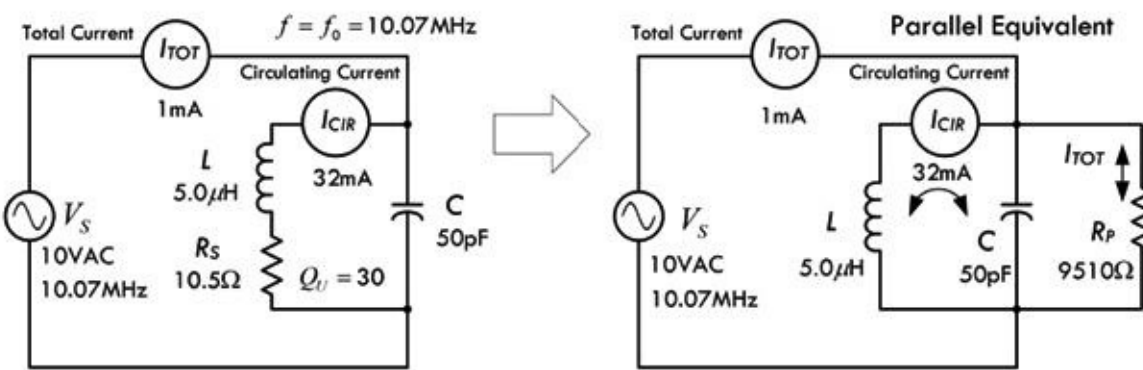 Total Current
I_TOT
f = f_0 = 10.07MHz
Circulating Current
1mA
I_CIR
32mA
L
5.0μH
V_S
C
50pF
10VAC
10.07MHz
R_S
10.5Ω
Q_U = 30
Parallel Equivalent
Total Current
I_TOT
Circulating Current
1mA
I_CIR
32mA
I_TOT
V_S
L
5.0μH
C
50pF
R_P
9510Ω
10VAC
10.07MHz